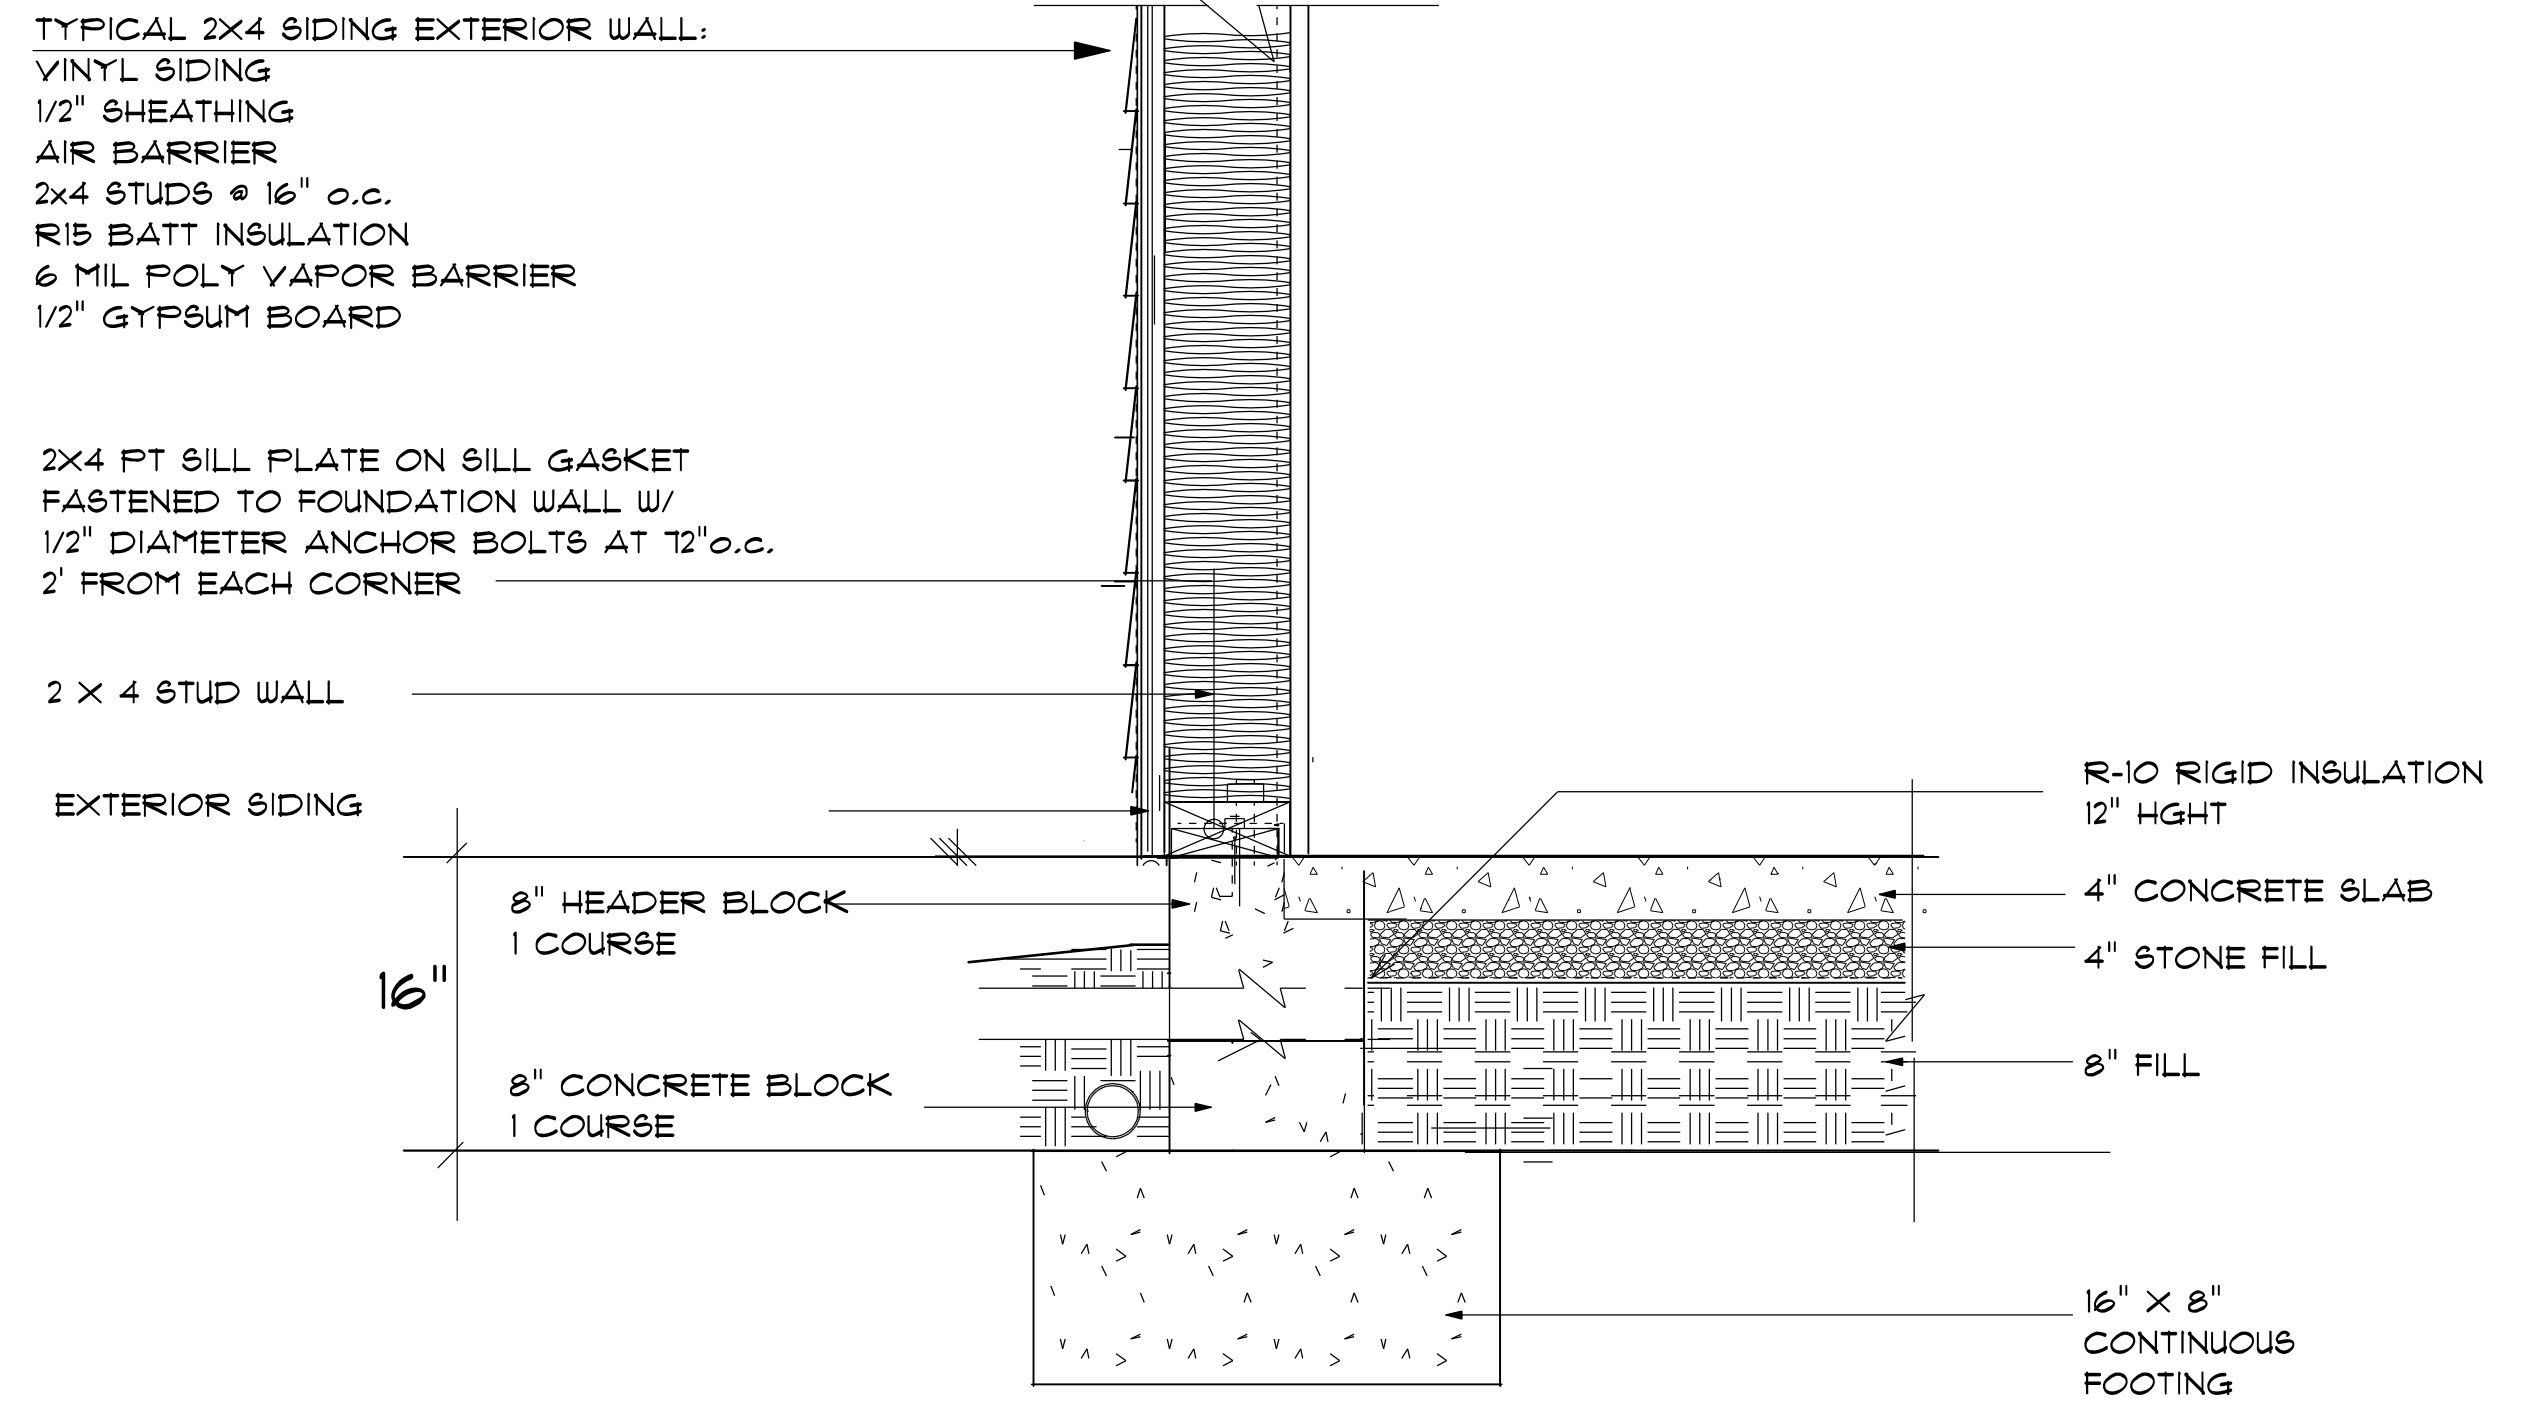 TYPICAL 2X4 SIDING EXTERIOR WALL:
VINYL SIDING
1/2" SHEATHING
AIR BARRIER
2x4 STUDS @ 16" o.c.
R15 BATT INSULATION
6 MIL POLY VAPOR BARRIER
1/2" GYPSUM BOARD
2X4 PT SILL PLATE ON SILL GASKET
FASTENED TO FOUNDATION WALL W/
1/2" DIAMETER ANCHOR BOLTS AT 72"o.c.
2' FROM EACH CORNER
2 X 4 STUD WALL
EXTERIOR SIDING
8" HEADER BLOCK
1 COURSE
16"
8" CONCRETE BLOCK
1 COURSE
R-10 RIGID INSULATION
12" HGHT
4" CONCRETE SLAB
4" STONE FILL
8" FILL
16" X 8"
CONTINUOUS
FOOTING